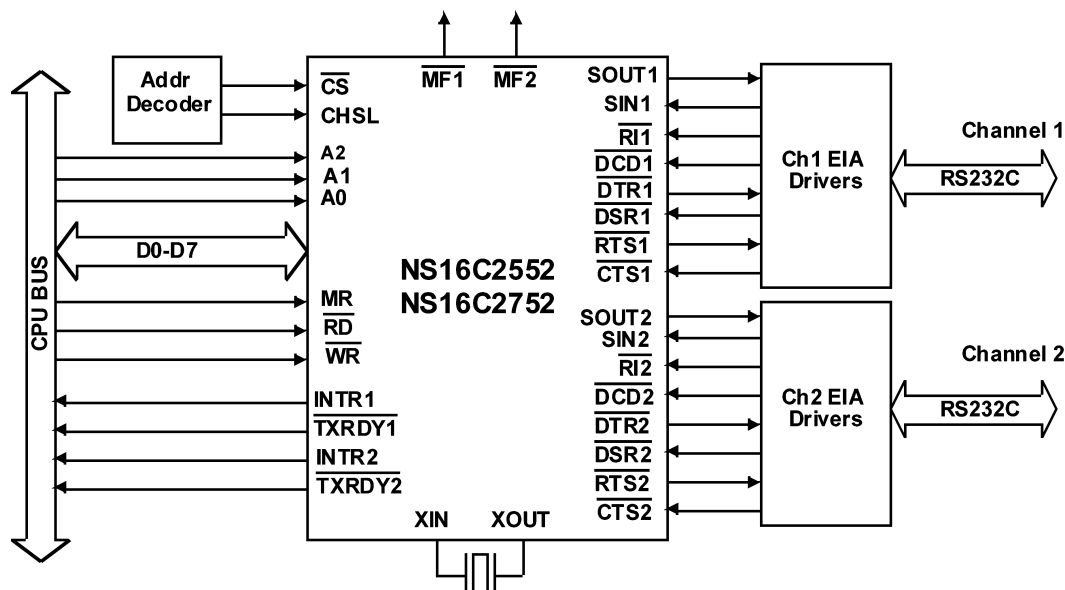 Addr
Decoder
CPU BUS
CS
CHSL
A2
A1
A0
D0-D7
MR
RD
WR
INTR1
TXRDY1
INTR2
TXRDY2
MF1 MF2
NS16C2552
NS16C2752
XIN XOUT
SOUT1
SIN1
RI1
DCD1
DTR1
DSR1
RTS1
CTS1
SOUT2
SIN2
RI2
DCD2
DTR2
DSR2
RTS2
CTS2
Ch1 EIA
Drivers
Channel 1
RS232C
Ch2 EIA
Drivers
Channel 2
RS232C